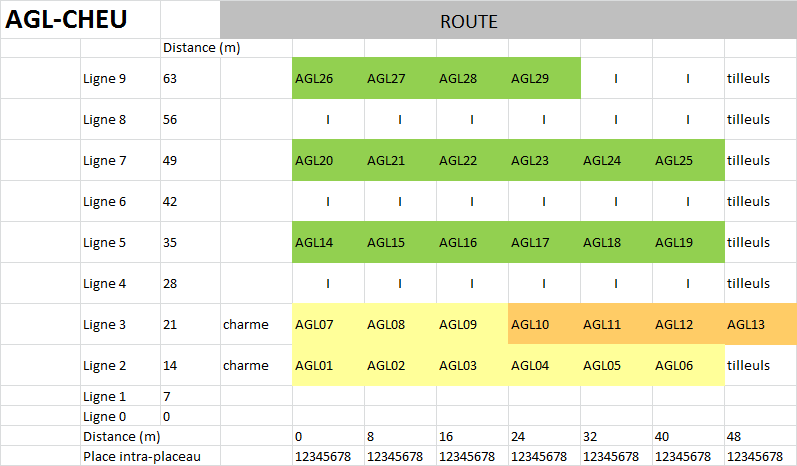 AGL-CHEU ROUTE
Distance (m)
Ligne 9 63 AGL26 AGL27 AGL28 AGL29 I I tilleuls
Ligne 8 56 I I I I I I tilleuls
Ligne 7 49 AGL20 AGL21 AGL22 AGL23 AGL24 AGL25 tilleuls
Ligne 6 42 I I I I I I tilleuls
Ligne 5 35 AGL14 AGL15 AGL16 AGL17 AGL18 AGL19 tilleuls
Ligne 4 28 I I I I I I tilleuls
Ligne 3 21 charme AGL07 AGL08 AGL09 AGL10 AGL11 AGL12 AGL13
Ligne 2 14 charme AGL01 AGL02 AGL03 AGL04 AGL05 AGL06 tilleuls
Ligne 1 7
Ligne 0 0
Distance (m) 0 8 16 24 32 40 48
Place intra-placeau 12345678 12345678 12345678 12345678 12345678 12345678 12345678